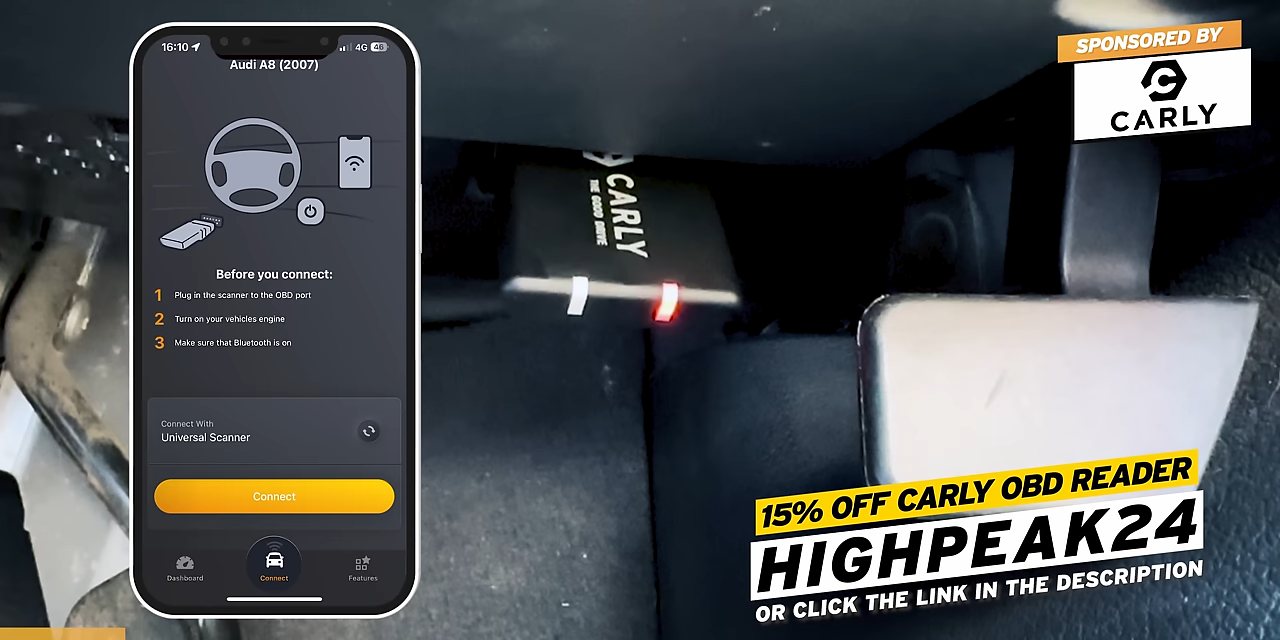 16:10
4G 46
Audi A8 (2007)
Before you connect:
1 Plug in the scanner to the OBD port
2 Turn on your vehicles engine
3 Make sure that Bluetooth is on
Connect With
Universal Scanner
Connect
Dashboard
Connect
Features
CARLY
THE GOOD DRIVE
SPONSORED BY
CARLY
15% OFF CARLY OBD READER
HIGHPEAK24
OR CLICK THE LINK IN THE DESCRIPTION